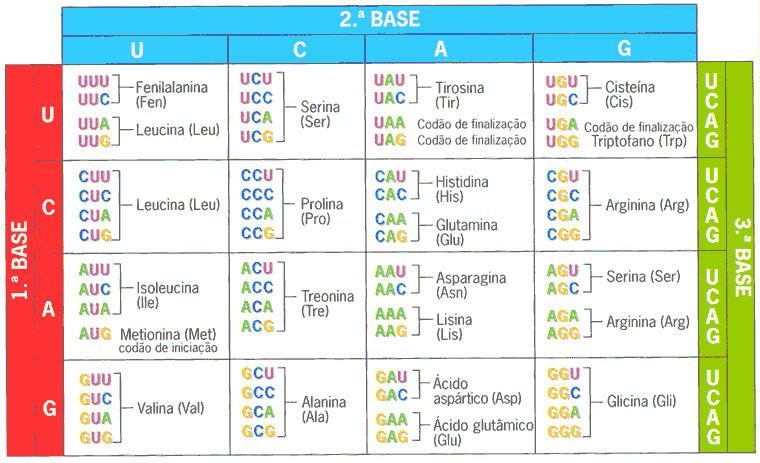 2.ª BASE
U C A G
1.ª BASE
3.ª BASE
U
UUU
UUC
Fenilalanina
(Fen)
UUA
UUG
Leucina (Leu)
UCU
UCC
UCA
UCG
Serina
(Ser)
UAU
UAC
Tirosina
(Tir)
UAA Codão de finalização
UAG Codão de finalização
UGU
UGC
Cisteína
(Cis)
UGA Codão de finalização
UGG Triptofano (Trp)
U
C
A
G
C
CUU
CUC
CUA
CUG
Leucina (Leu)
CCU
CCC
CCA
CCG
Prolina
(Pro)
CAU
CAC
Histidina
(His)
CAA
CAG
Glutamina
(Glu)
CGU
CGC
CGA
CGG
Arginina (Arg)
U
C
A
G
A
AUU
AUC
AUA
Isoleucina
(Ile)
AUG Metionina (Met)
codão de iniciação
ACU
ACC
ACA
ACG
Treonina
(Tre)
AAU
AAC
Asparagina
(Asn)
AAA
AAG
Lisina
(Lis)
AGU
AGC
Serina (Ser)
AGA
AGG
Arginina (Arg)
U
C
A
G
G
GUU
GUC
GUA
GUG
Valina (Val)
GCU
GCC
GCA
GCG
Alanina
(Ala)
GAU
GAC
Ácido
aspártico (Asp)
GAA
GAG
Ácido glutâmico
(Glu)
GGU
GGC
GGA
GGG
Glicina (Gli)
U
C
A
G